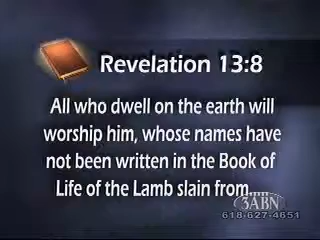 Revelation 13:8
All who dwell on the earth will
worship him, whose names have
not been written in the Book of
Life of the Lamb slain from...
3ABN
618-627-4651